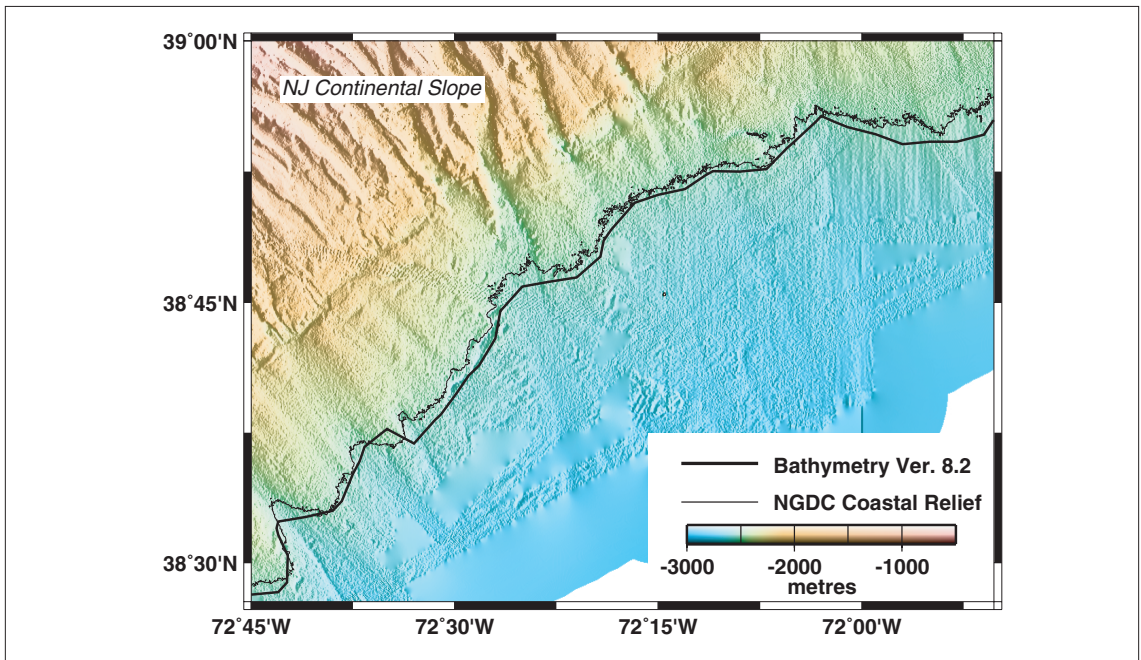 39°00'N
NJ Continental Slope
38°45'N
38°30'N
Bathymetry Ver. 8.2
NGDC Coastal Relief
-3000 -2000 -1000
metres
72°45'W 72°30'W 72°15'W 72°00'W